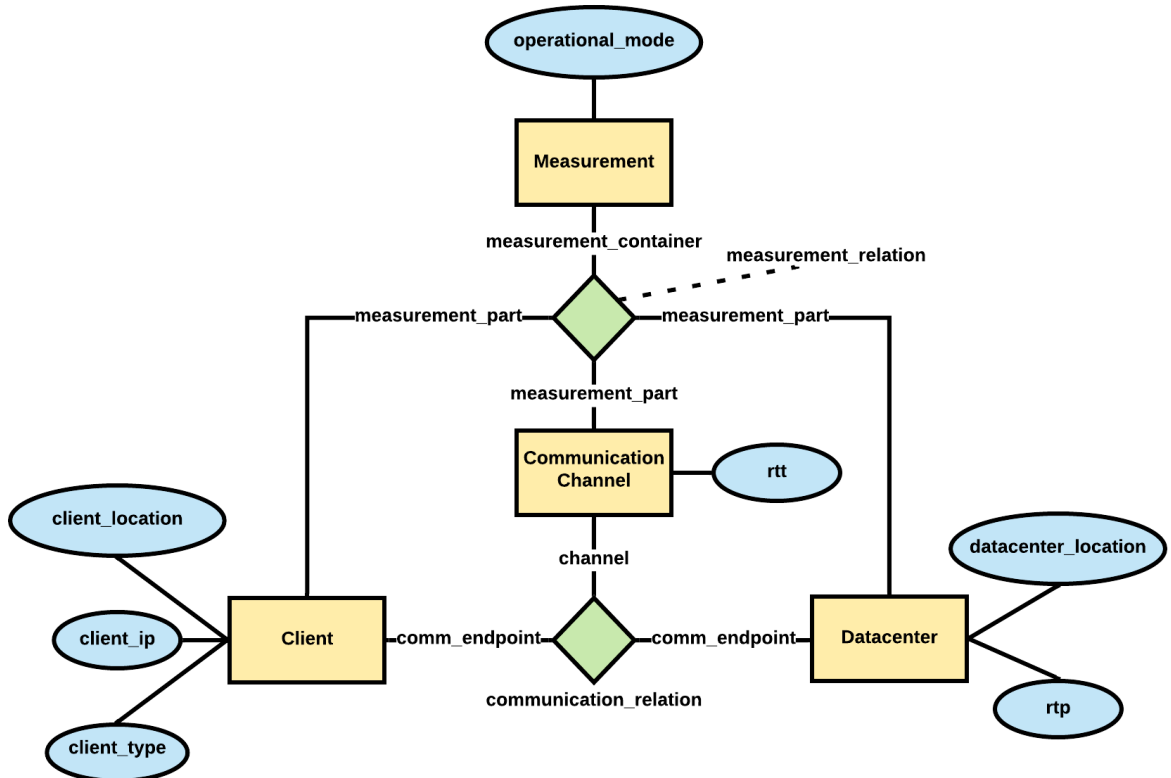 operational_mode
Measurement
measurement_container
measurement_relation
measurement_part
measurement_part
measurement_part
Communication
Channel
rtt
client_location
datacenter_location
channel
client_ip
Client
comm_endpoint
comm_endpoint
Datacenter
communication_relation
rtp
client_type